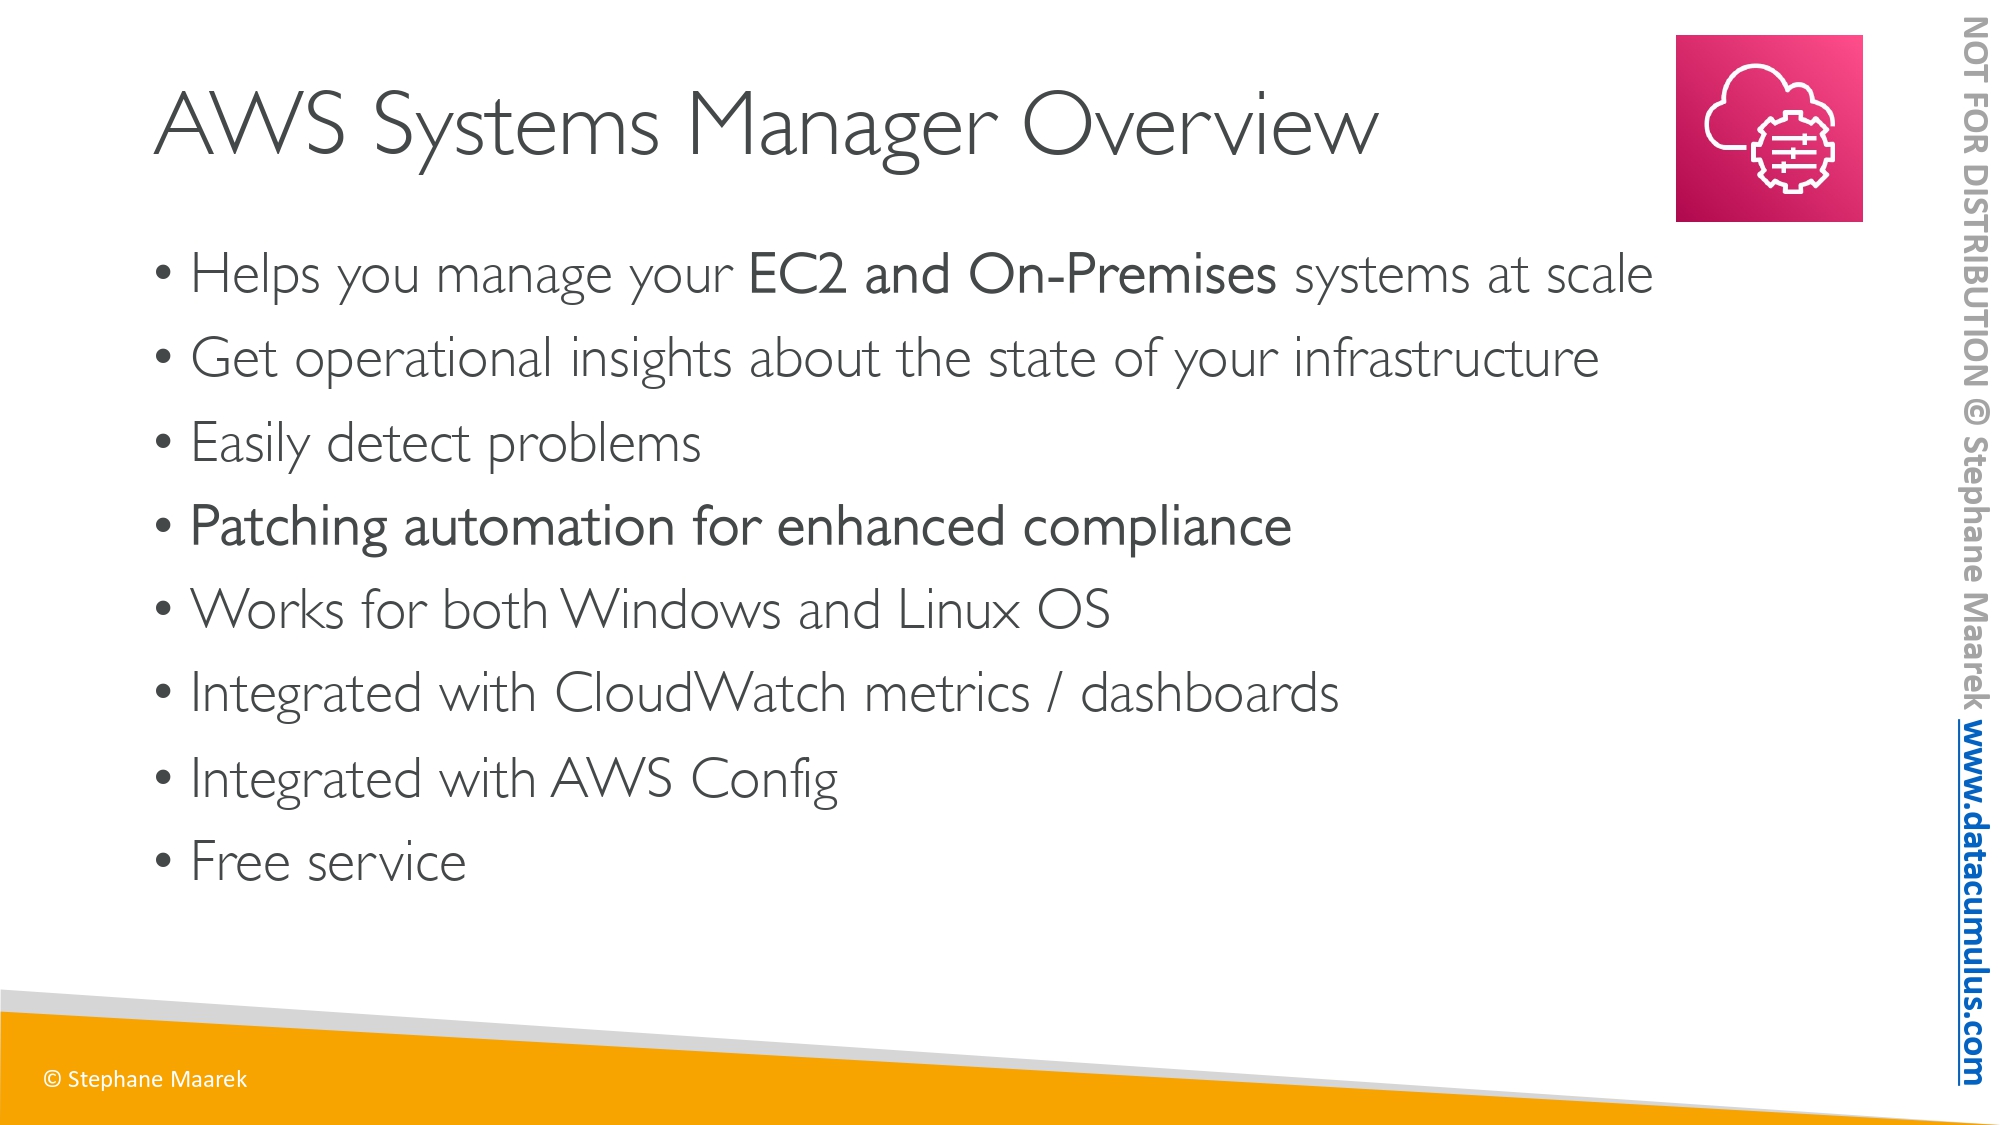 AWS Systems Manager Overview
• Helps you manage your EC2 and On-Premises systems at scale
• Get operational insights about the state of your infrastructure
• Easily detect problems
• Patching automation for enhanced compliance
• Works for both Windows and Linux OS
• Integrated with CloudWatch metrics / dashboards
• Integrated with AWS Config
• Free service
© Stephane Maarek
NOT FOR DISTRIBUTION © Stephane Maarek www.datacumulus.com